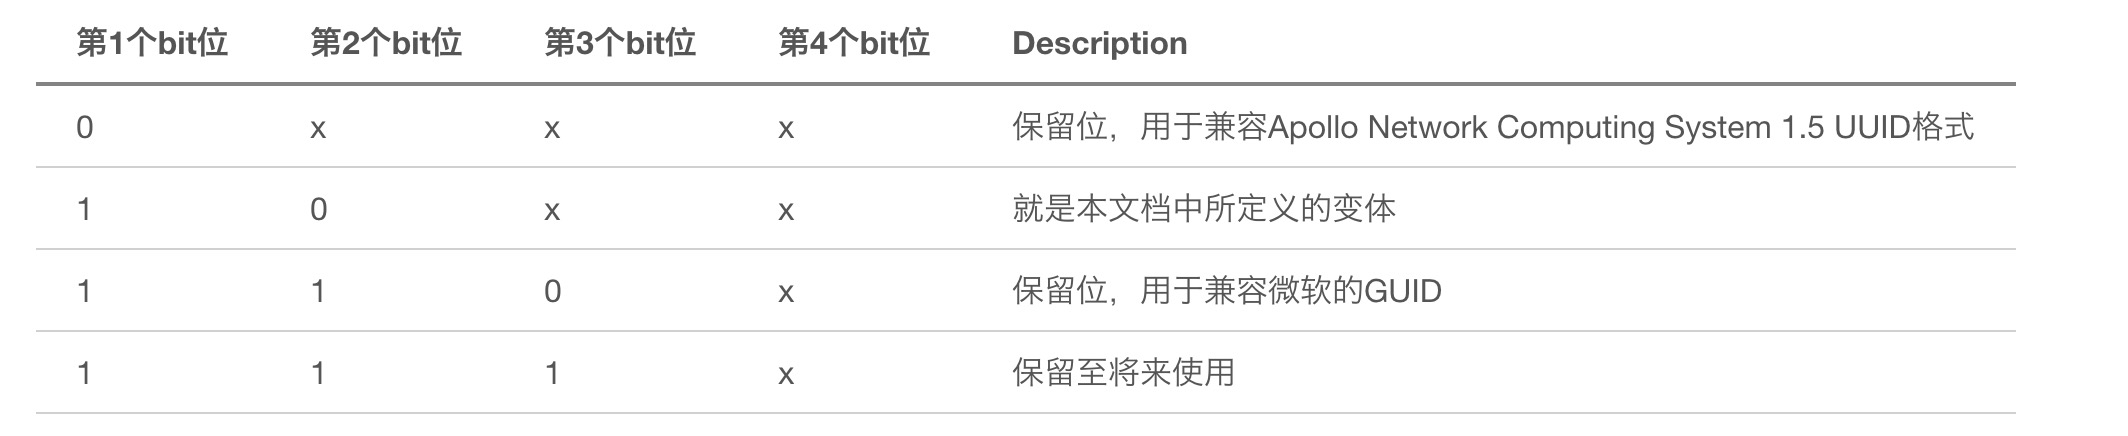 第1个bit位 第2个bit位 第3个bit位 第4个bit位 Description
0 x x x 保留位，用于兼容Apollo Network Computing System 1.5 UUID格式
1 0 x x 就是本文档中所定义的变体
1 1 0 x 保留位，用于兼容微软的GUID
1 1 1 x 保留至将来使用